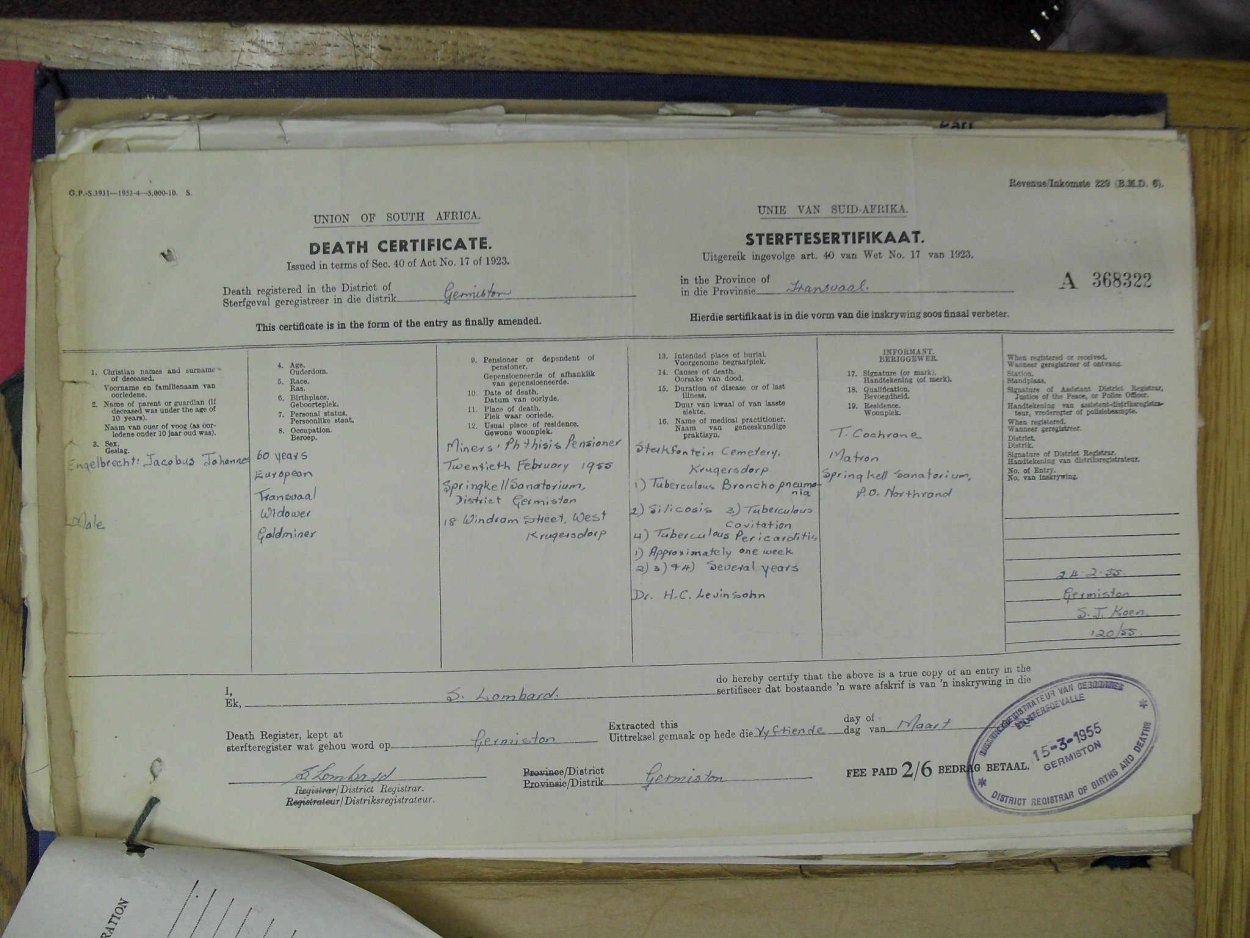 Part
G.P.-S.3931—1953-4—5,000-10. S.
Revenue/Inkomste 229 (B.M.D. 6).
UNION OF SOUTH AFRICA.
DEATH CERTIFICATE.
Issued in terms of Sec. 40 of Act No. 17 of 1923.
UNIE VAN SUID-AFRIKA.
STERFTESERTIFIKAAT.
Uitgereik ingevolge art. 40 van Wet No. 17 van 1923.
A 368322
Death registered in the District of
Sterfgeval geregistreer in die distrik Germiston
in the Province of
in die Provinsie Transvaal.
This certificate is in the form of the entry as finally amended.
Hierdie sertifikaat is in die vorm van die inskrywing soos finaal verbeter.
1. Christian names and surname
of deceased.
Voorname en familienaam van
oorledene.
2. Name of parent or guardian (if
deceased was under the age of
10 years).
Naam van ouer of voog (as oor-
ledene onder 10 jaar oud was).
3. Sex.
Geslag.
Engelbrecht: Jacobus Johannes
Male
4. Age.
Ouderdom.
5. Race.
Ras.
6. Birthplace.
Geboorteplek.
7. Personal status.
Persoonlike staat.
8. Occupation.
Beroep.
60 years
European
Transvaal
Widower
Goldminer
9. Pensioner or dependent of
pensioner.
Gepensioeneerde of afhanklik
van gepensioeneerde.
10. Date of death.
Datum van oorlyde.
11. Place of death.
Plek waar oorlede.
12. Usual place of residence.
Gewone woonplek.
Miners' Phthisis Pensioner
Twentieth February 1955
Springkell Sanatorium,
District Germiston
18 Windram Street, West
Krugersdorp
13. Intended place of burial.
Voorgenome begraafplek.
14. Causes of death.
Oorsake van dood.
15. Duration of disease or of last
illness.
Duur van kwaal of van laaste
siekte.
16. Name of medical practitioner.
Naam van geneeskundige
praktisyn.
Sterkfontein Cemetery,
Krugersdorp
1) Tuberculous Bronchopneumo-
nia
2) Silicosis 3) Tuberculous
Cavitation
4) Tuberculous Pericarditis
1) Approximately one week
2) 3) & 4) Several years
Dr. H.C. Levinsohn
INFORMANT.
BERIGGEWER.
17. Signature (or mark).
Handtekening (of merk).
18. Qualification.
Bevoegdheid.
19. Residence.
Woonplek.
T. Cochrane
Matron
Springkell Sanatorium,
P.O. Northrand
When registered or received.
Wanneer geregistreer of ontvang.
Station.
Standplaas.
Signature of Assistant District Registrar,
Justice of the Peace, or Police Officer.
Handtekening van assistent-distriksregistra-
teur, vrederegter of polisiebeampte.
When registered.
Wanneer geregistreer.
District.
Distrik.
Signature of District Registrar.
Handtekening van distriksregistrateur.
No. of Entry.
No. van inskrywing.
24-2-55.
Germiston
S.J. Koen.
120/55.
I,
Ek, S. Lombard.
do hereby certify that the above is a true copy of an entry in the
sertifiseer dat bostaande 'n ware afskrif is van 'n inskrywing in die
Death Register, kept at
sterfteregister wat gehou word op Germiston
Extracted this
Uittreksel gemaak op hede die Vyftiende
day of
dag van Maart
S Lombard
Registrar/District Registrar.
Registrateur/Distriksregistrateur.
Province/District
Provinsie/Distrik Germiston
FEE PAID 2/6 BEDRAG BETAAL.
15-3-1955
GERMISTON
DISTRICT REGISTRAR OF BIRTHS AND DEATHS
RATION